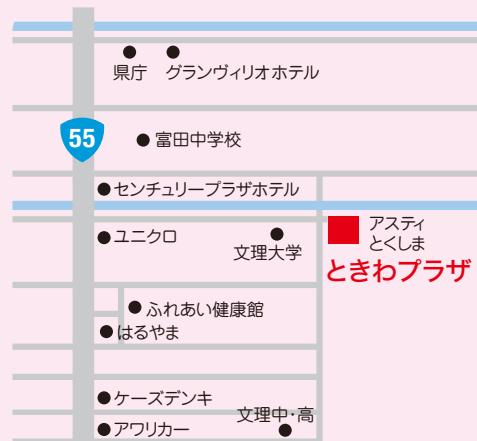 県庁
グランヴィリオホテル
55
富田中学校
センチュリープラザホテル
アスティ
とくしま
ユニクロ
文理大学
ときわプラザ
ふれあい健康館
はるやま
ケーズデンキ
文理中・高
アワリカー